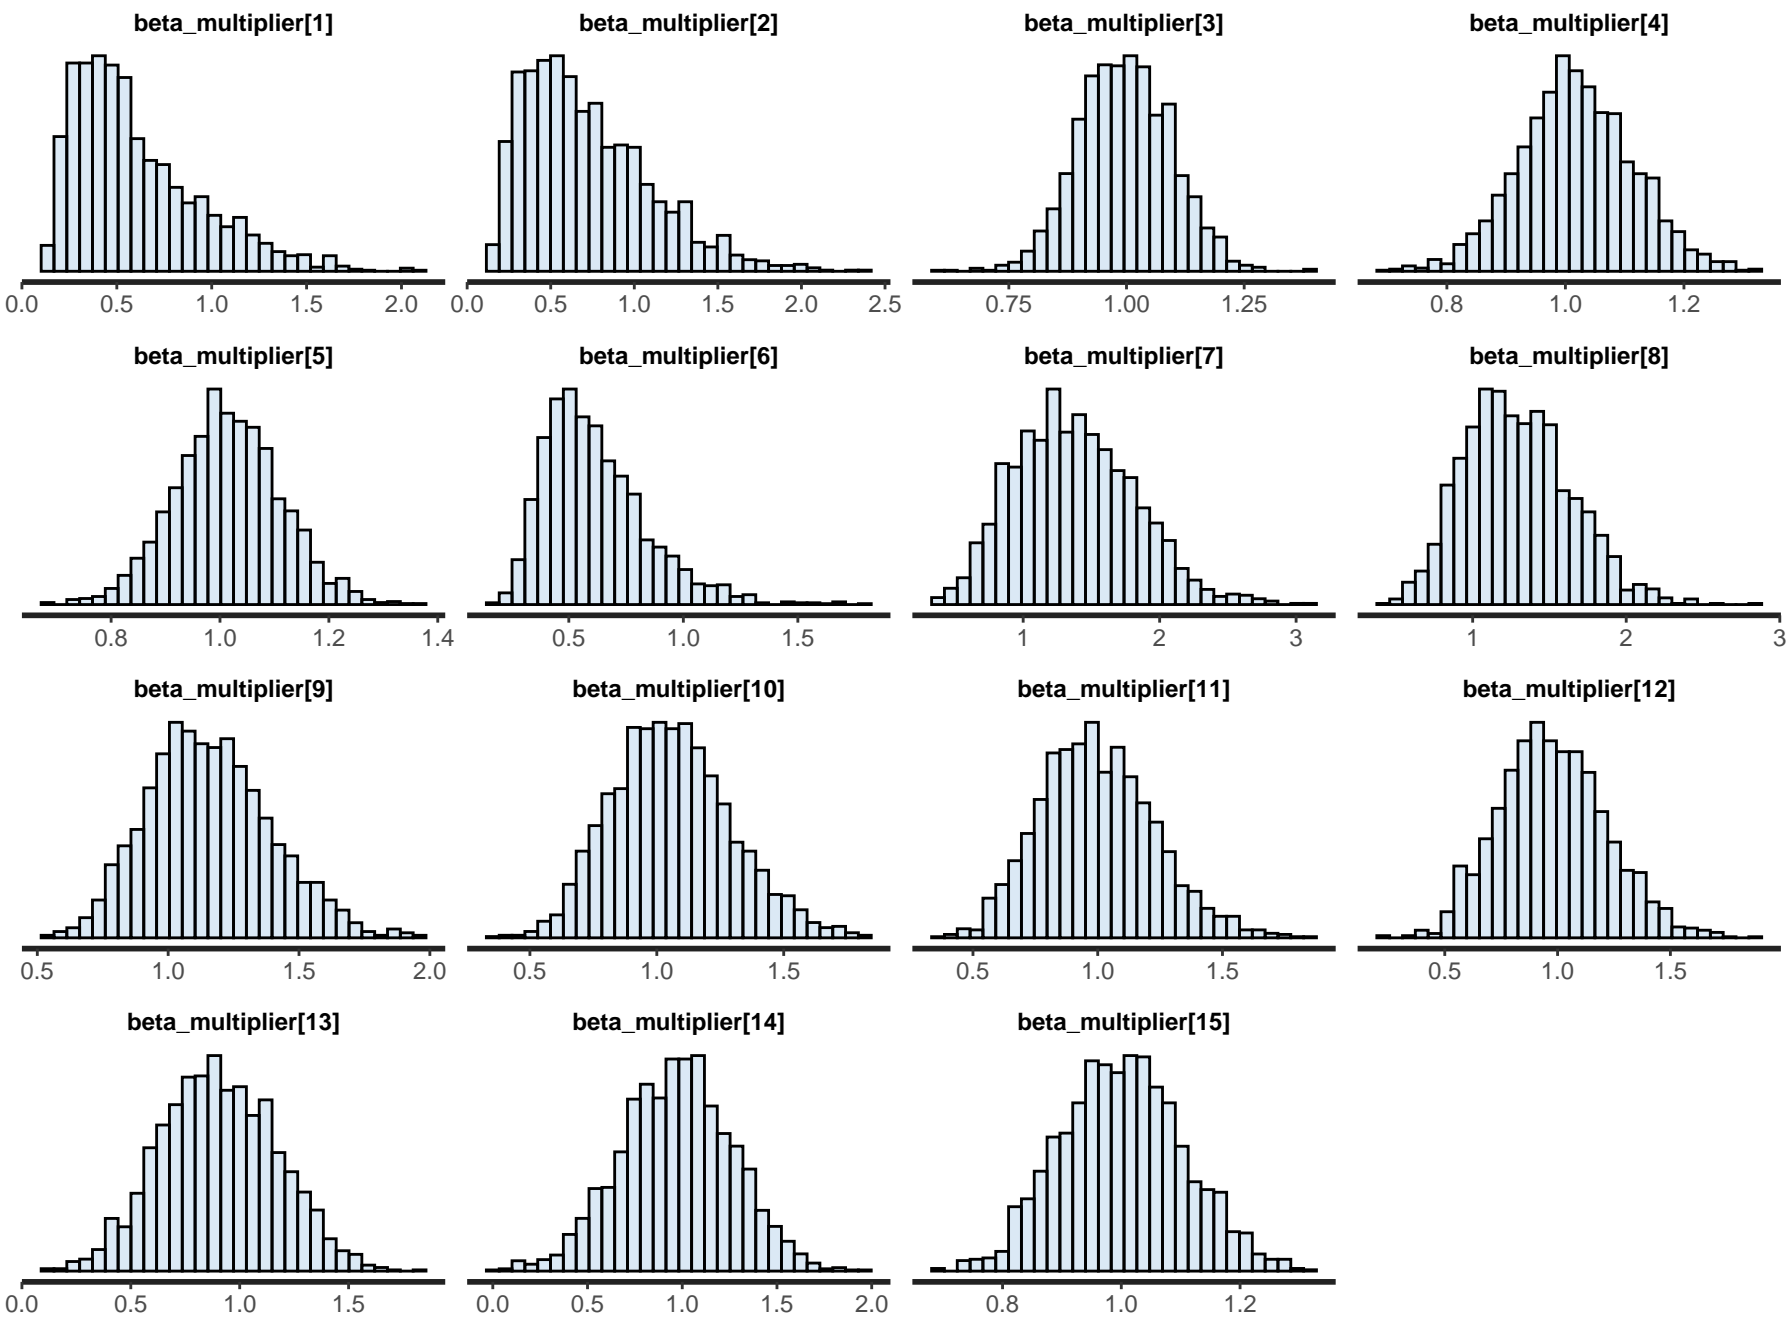 beta_multiplier[1] beta_multiplier[2] beta_multiplier[3] beta_multiplier[4]
0.0 0.5 1.0 1.5 2.0 0.0 0.5 1.0 1.5 2.0 2.5 0.75 1.00 1.25 0.8 1.0 1.2
beta_multiplier[5] beta_multiplier[6] beta_multiplier[7] beta_multiplier[8]
0.8 1.0 1.2 1.4 0.5 1.0 1.5 1 2 3 1 2 3
beta_multiplier[9] beta_multiplier[10] beta_multiplier[11] beta_multiplier[12]
0.5 1.0 1.5 2.0 0.5 1.0 1.5 0.5 1.0 1.5 0.5 1.0 1.5
beta_multiplier[13] beta_multiplier[14] beta_multiplier[15]
0.0 0.5 1.0 1.5 0.0 0.5 1.0 1.5 2.0 0.8 1.0 1.2